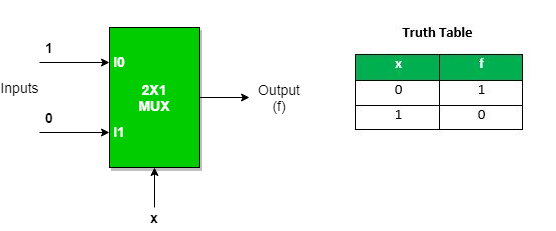 1
I0
Inputs
2X1
MUX
0
I1
x
Output
(f)
Truth Table
x f
0 1
1 0